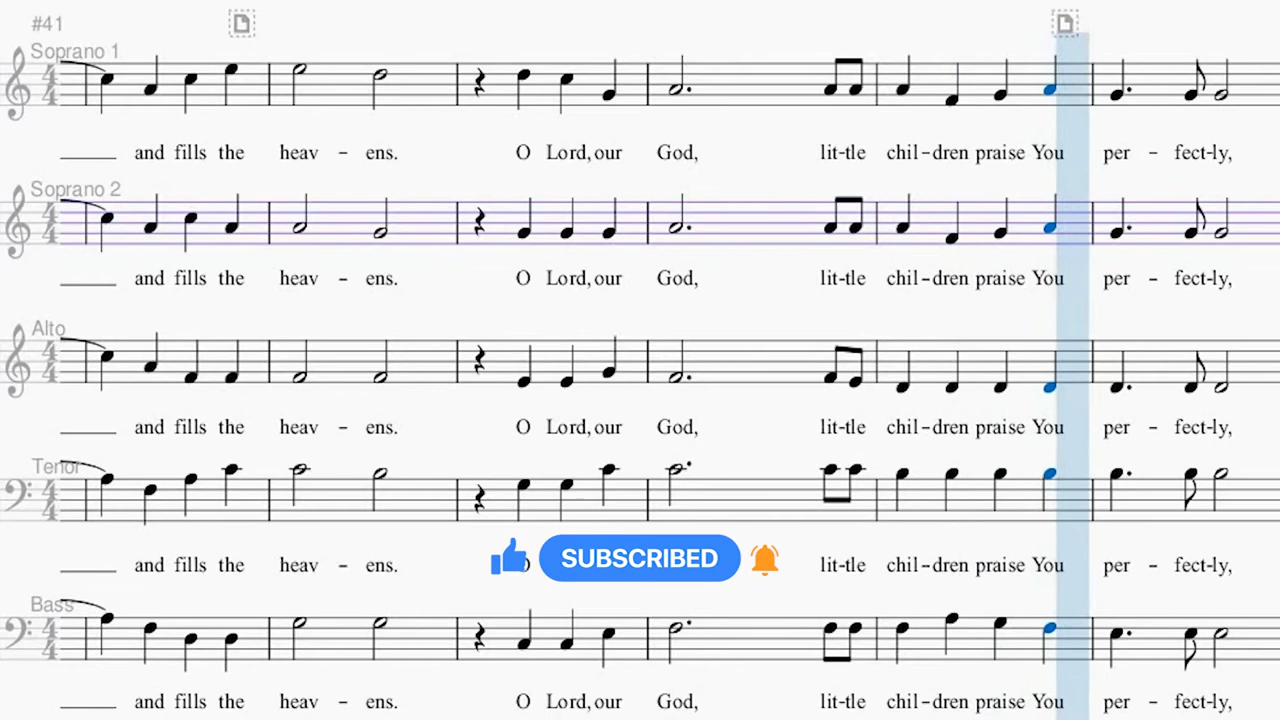 #41
Soprano 1
and fills the heav - ens. O Lord, our God, lit-tle chil-dren praise You per - fect-ly,
Soprano 2
and fills the heav - ens. O Lord, our God, lit-tle chil-dren praise You per - fect-ly,
Alto
and fills the heav - ens. O Lord, our God, lit-tle chil-dren praise You per - fect-ly,
Tenor
SUBSCRIBED
and fills the heav - ens. O lit-tle chil-dren praise You per - fect-ly,
Bass
and fills the heav - ens. O Lord, our God, lit-tle chil-dren praise You per - fect-ly,